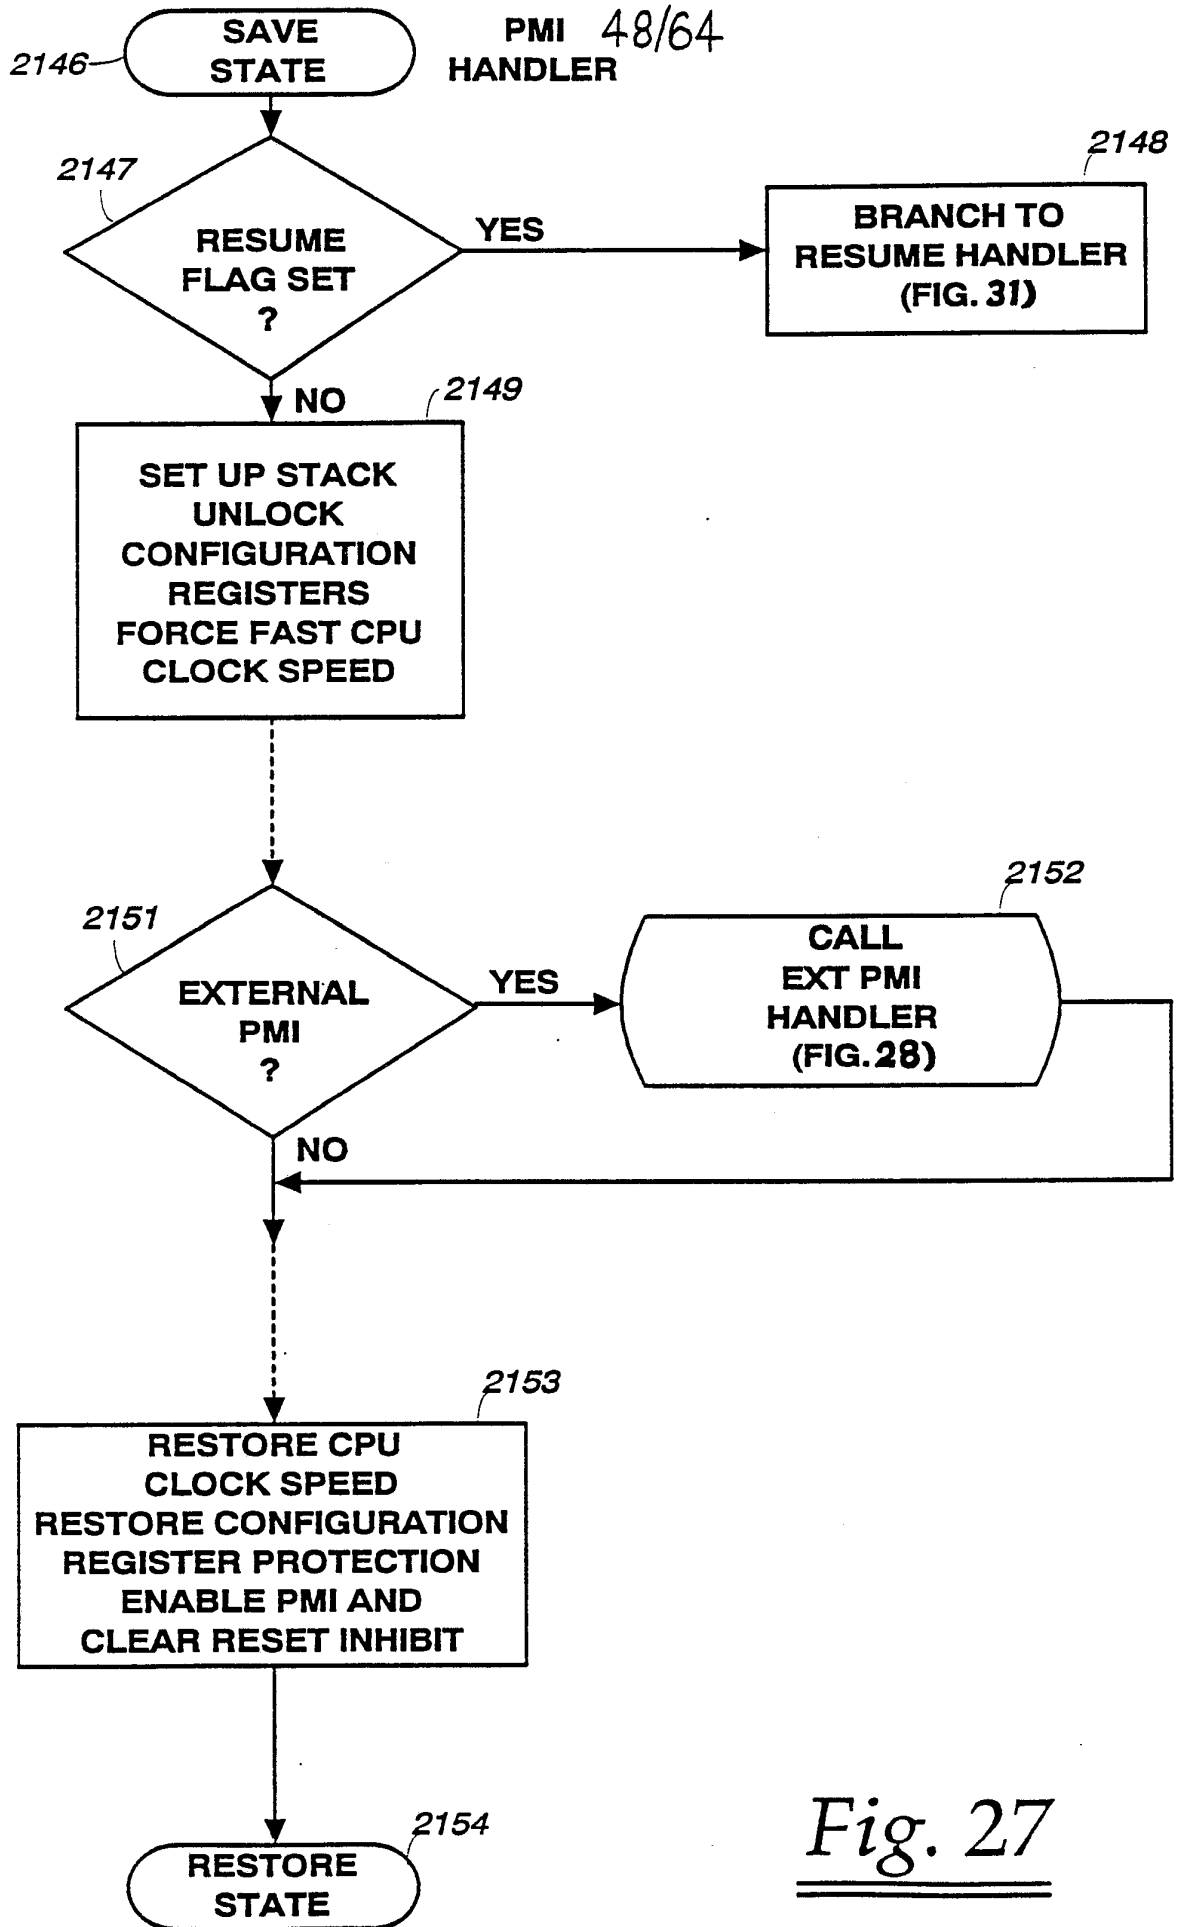 SAVE
STATE
2146
PMI
HANDLER
48/64
2147
RESUME
FLAG SET
?
YES
2148
BRANCH TO
RESUME HANDLER
(FIG. 31)
NO
2149
SET UP STACK
UNLOCK
CONFIGURATION
REGISTERS
FORCE FAST CPU
CLOCK SPEED
2151
EXTERNAL
PMI
?
YES
2152
CALL
EXT PMI
HANDLER
(FIG. 28)
NO
2153
RESTORE CPU
CLOCK SPEED
RESTORE CONFIGURATION
REGISTER PROTECTION
ENABLE PMI AND
CLEAR RESET INHIBIT
2154
RESTORE
STATE
Fig. 27